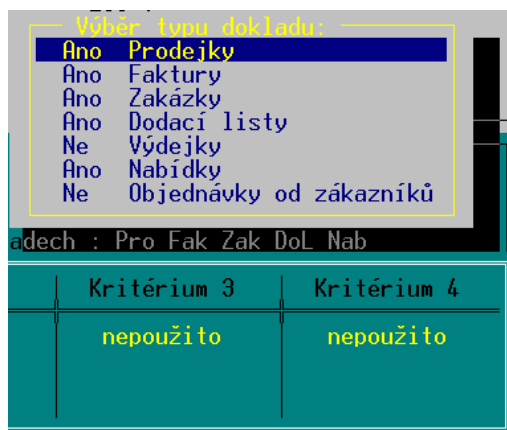 Výběr typu dokladu:
Ano Prodejky
Ano Faktury
Ano Zakázky
Ano Dodací listy
Ne Výdejky
Ano Nabídky
Ne Objednávky od zákazníků
adech : Pro Fak Zak DoL Nab
Kritérium 3 Kritérium 4
nepoužito nepoužito